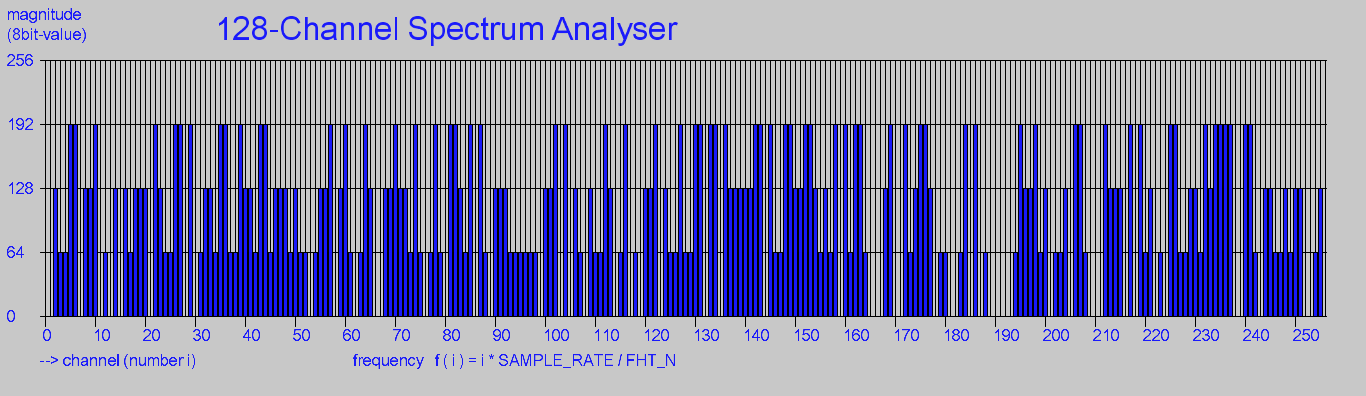 magnitude
(8bit-value)
128-Channel Spectrum Analyser
256
192
128
64
0
0 10 20 30 40 50 60 70 80 90 100 110 120 130 140 150 160 170 180 190 200 210 220 230 240 250
--> channel (number i) frequency f ( i ) = i * SAMPLE_RATE / FHT_N